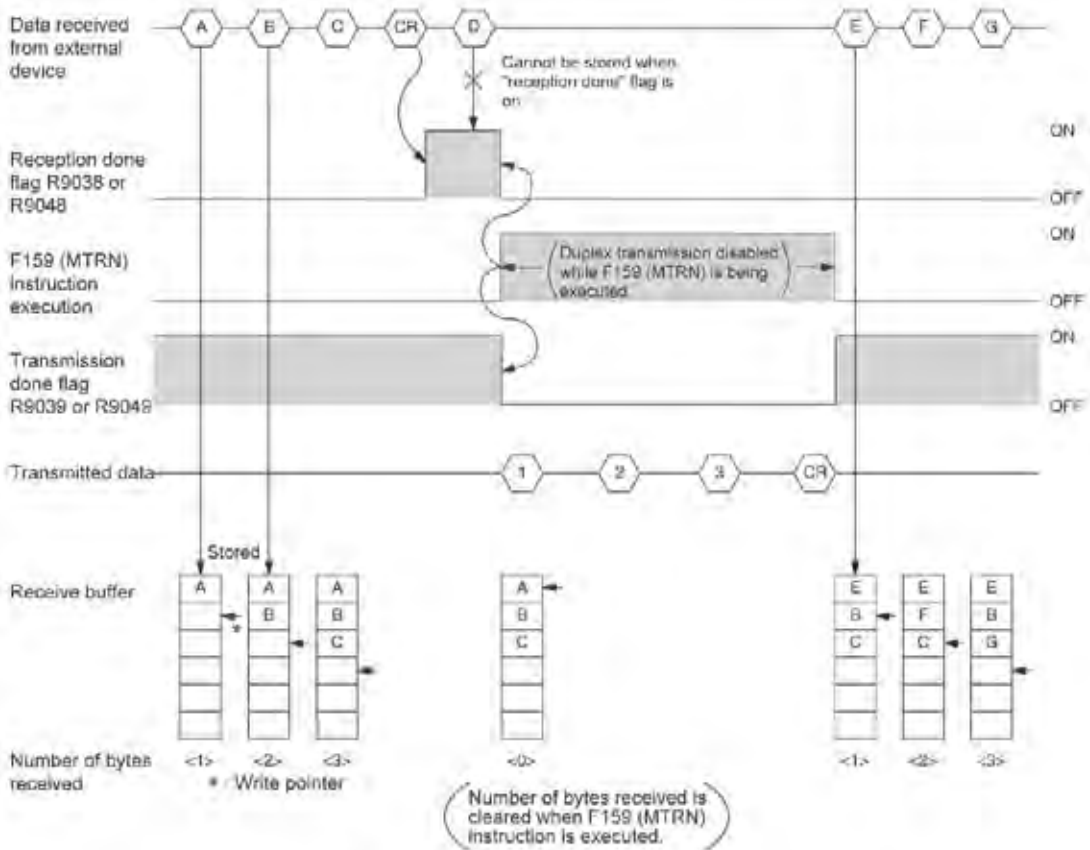 Data received
from external
device
A B C CR D E F G
Cannot be stored when
"reception done" flag is
on
Reception done
flag R9038 or
R9048
ON
OFF
F159 (MTRN)
instruction
execution
ON
(Duplex transmission disabled
while F159 (MTRN) is being
executed.)
OFF
Transmission
done flag
R9039 or R9049
ON
OFF
Transmitted data
1 2 3 CR
Stored
Receive buffer
A A A A E E E
B B B B F B
C C C C G
*
Number of bytes
received
<1> <2> <3> <0> <1> <2> <3>
* Write pointer
(Number of bytes received is
cleared when F159 (MTRN)
instruction is executed.)